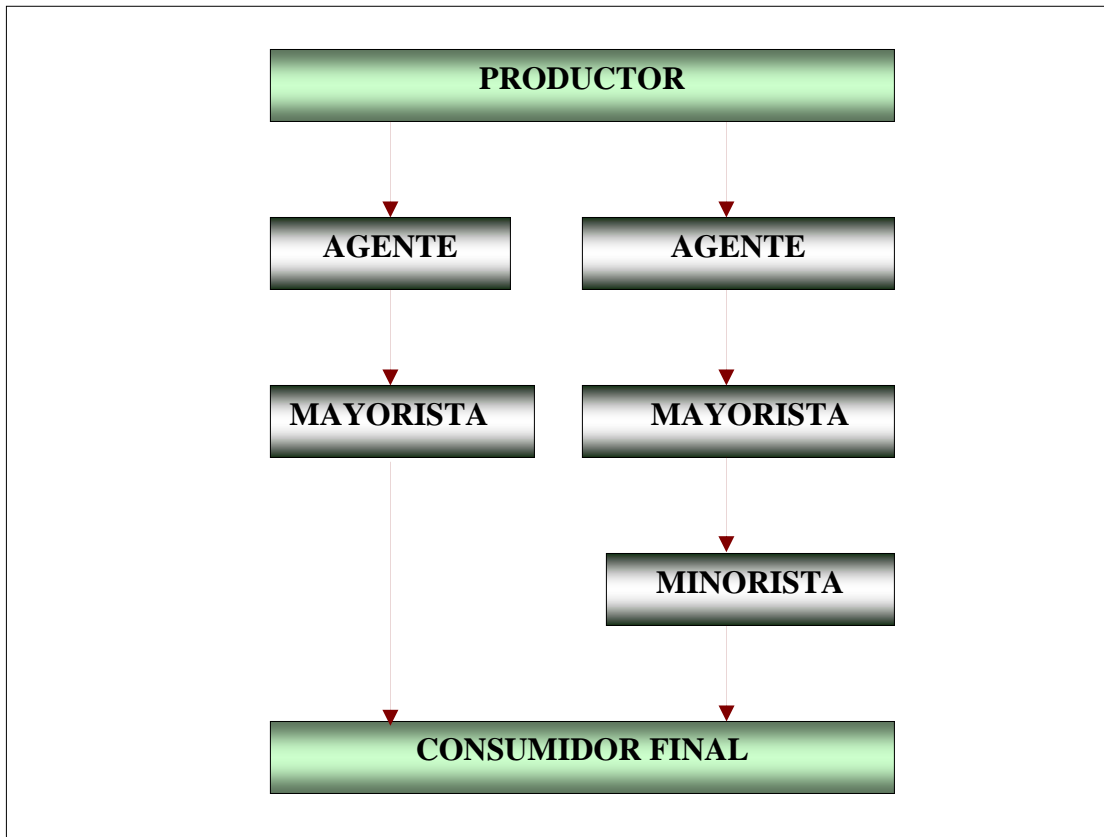 PRODUCTOR
AGENTE
AGENTE
MAYORISTA
MAYORISTA
MINORISTA
CONSUMIDOR FINAL